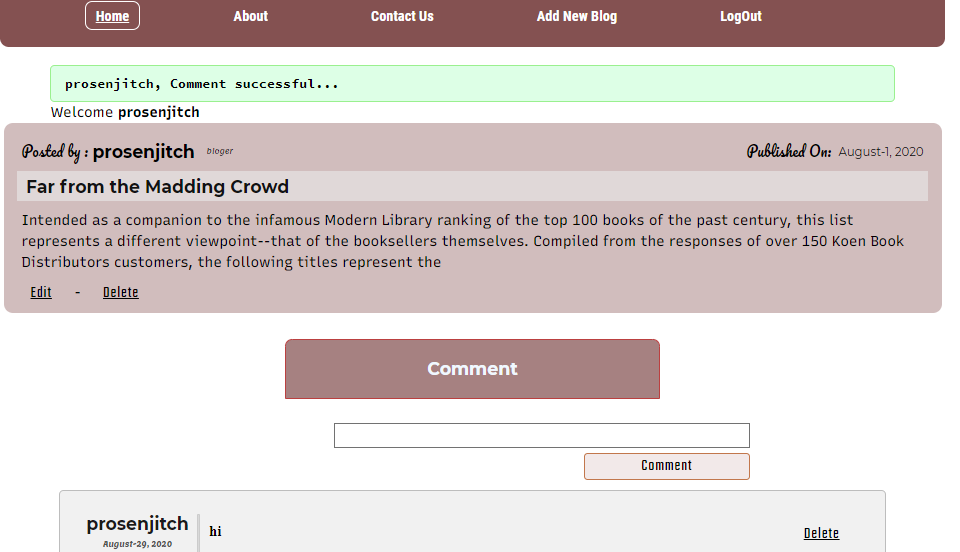 Home About Contact Us Add New Blog LogOut
prosenjitch, Comment successful...
Welcome prosenjitch
Posted by : prosenjitch bloger Published On: August-1, 2020
Far from the Madding Crowd
Intended as a companion to the infamous Modern Library ranking of the top 100 books of the past century, this list
represents a different viewpoint--that of the booksellers themselves. Compiled from the responses of over 150 Koen Book
Distributors customers, the following titles represent the
Edit - Delete
Comment
Comment
prosenjitch hi Delete
August-29, 2020